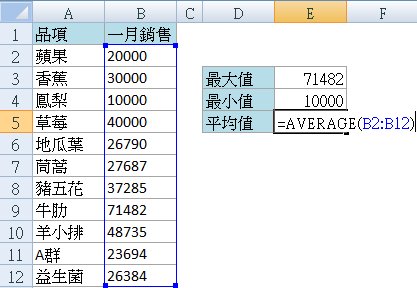 A B C D E F
1 品項 一月銷售
2 蘋果 20000
3 香蕉 30000 最大值 71482
4 鳳梨 10000 最小值 10000
5 草莓 40000 平均值 =AVERAGE(B2:B12)
6 地瓜葉 26790
7 茼蒿 27687
8 豬五花 37285
9 牛肋 71482
10 羊小排 48735
11 A群 23694
12 益生菌 26384